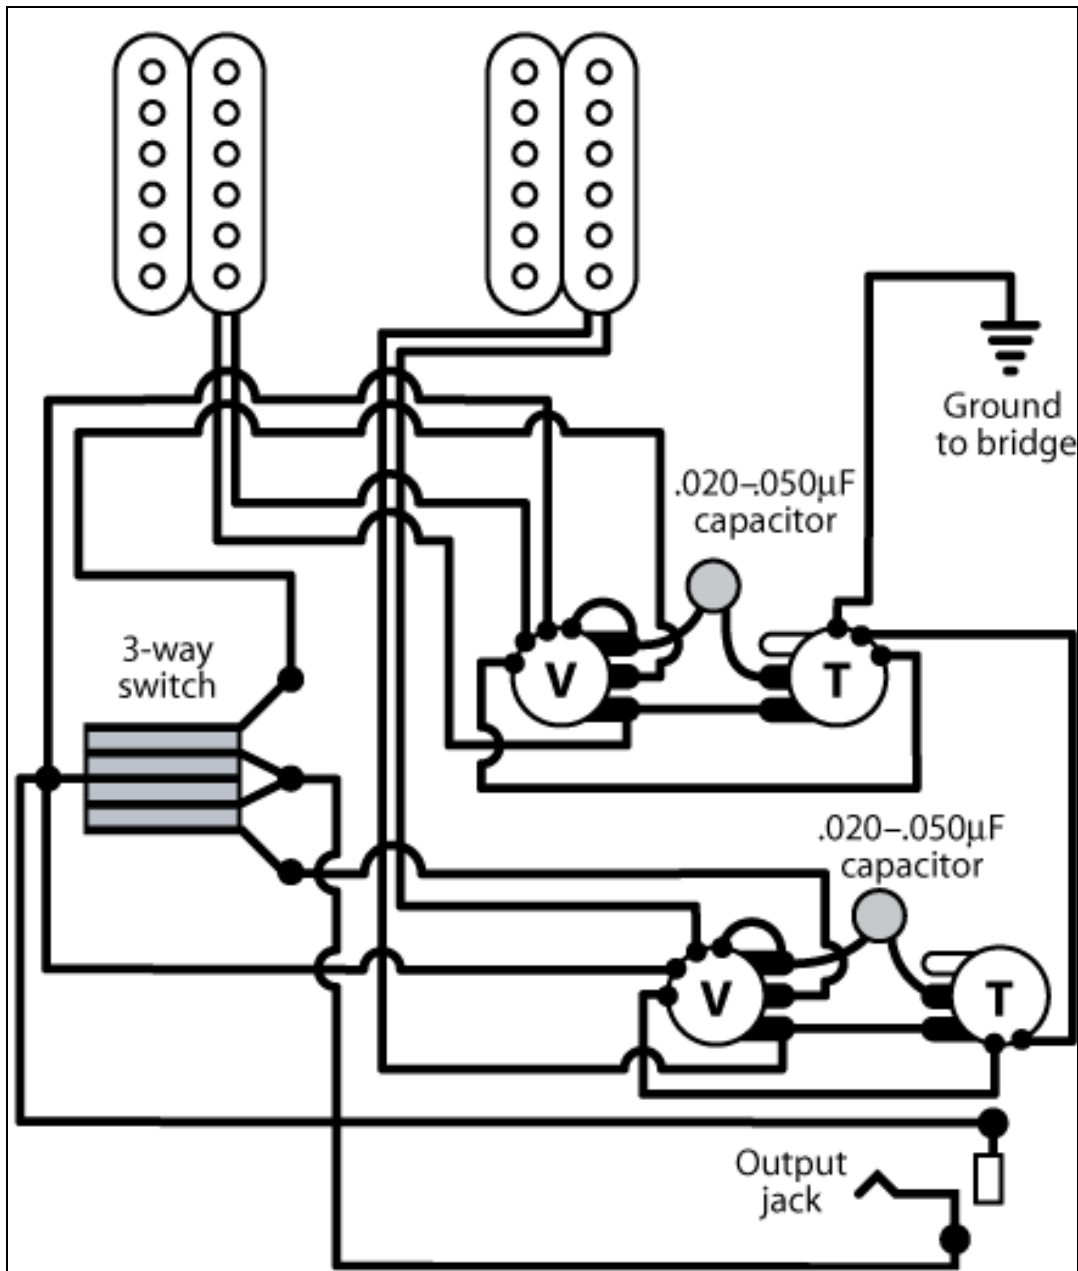 Ground
to bridge
.020–.050µF
capacitor
3-way
switch
V
T
.020–.050µF
capacitor
V
T
Output
jack